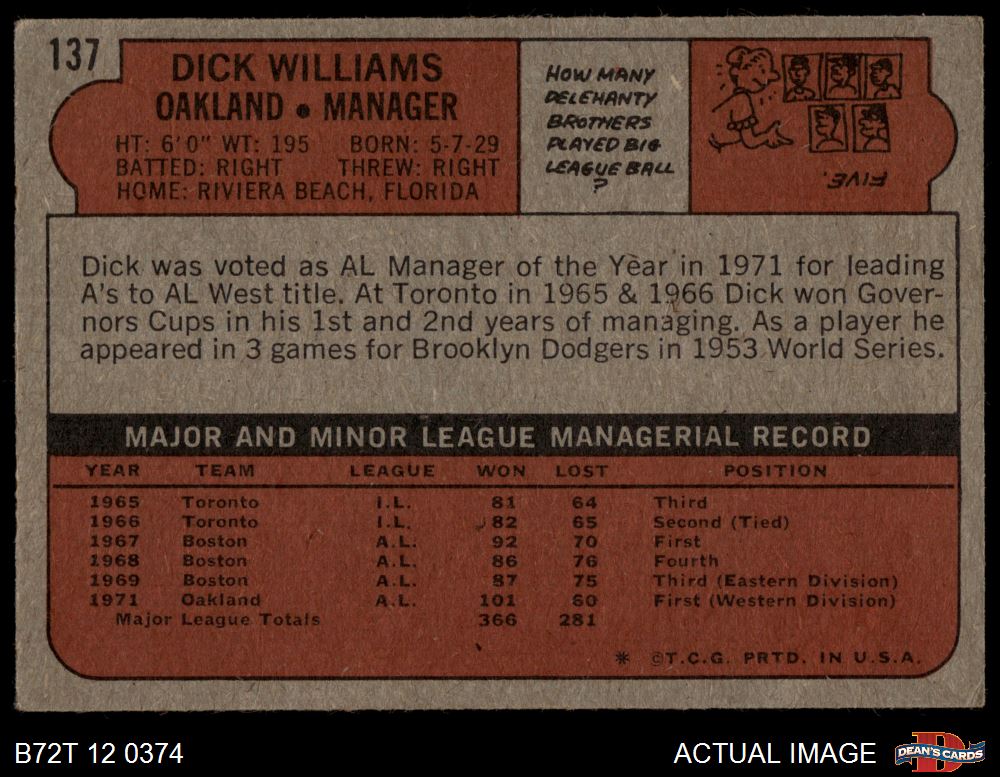 137
DICK WILLIAMS
OAKLAND • MANAGER
HT: 6'0" WT: 195 BORN: 5-7-29
BATTED: RIGHT THREW: RIGHT
HOME: RIVIERA BEACH, FLORIDA
HOW MANY
DELEHANTY
BROTHERS
PLAYED BIG
LEAGUE BALL
?
FIVE.
Dick was voted as AL Manager of the Year in 1971 for leading
A's to AL West title. At Toronto in 1965 & 1966 Dick won Gover-
nors Cups in his 1st and 2nd years of managing. As a player he
appeared in 3 games for Brooklyn Dodgers in 1953 World Series.
MAJOR AND MINOR LEAGUE MANAGERIAL RECORD
YEAR TEAM LEAGUE WON LOST POSITION
1965 Toronto I.L. 81 64 Third
1966 Toronto I.L. 82 65 Second (Tied)
1967 Boston A.L. 92 70 First
1968 Boston A.L. 86 76 Fourth
1969 Boston A.L. 87 75 Third (Eastern Division)
1971 Oakland A.L. 101 60 First (Western Division)
Major League Totals 366 281
* ©T.C.G. PRTD. IN U.S.A.
B72T 12 0374
ACTUAL IMAGE
D
DEAN'S CARDS